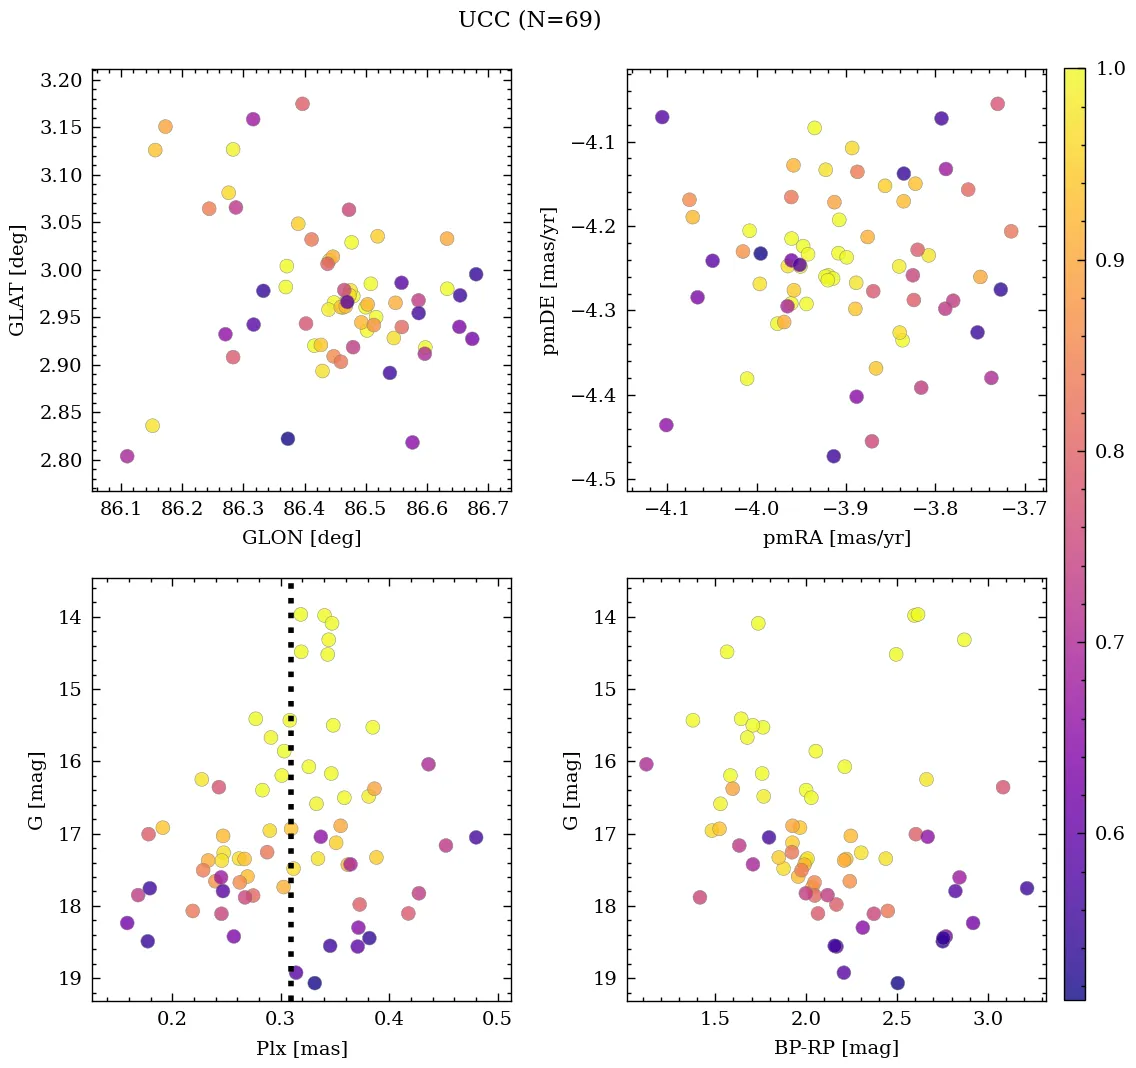 UCC (N=69)
3.20
3.15
3.10
3.05
3.00
2.95
2.90
2.85
2.80
GLAT [deg]
86.1 86.2 86.3 86.4 86.5 86.6 86.7
GLON [deg]
−4.1
−4.2
−4.3
−4.4
−4.5
pmDE [mas/yr]
−4.1 −4.0 −3.9 −3.8 −3.7
pmRA [mas/yr]
1.0
0.9
0.8
0.7
0.6
14
15
16
17
18
19
G [mag]
0.2 0.3 0.4 0.5
Plx [mas]
14
15
16
17
18
19
G [mag]
1.5 2.0 2.5 3.0
BP-RP [mag]